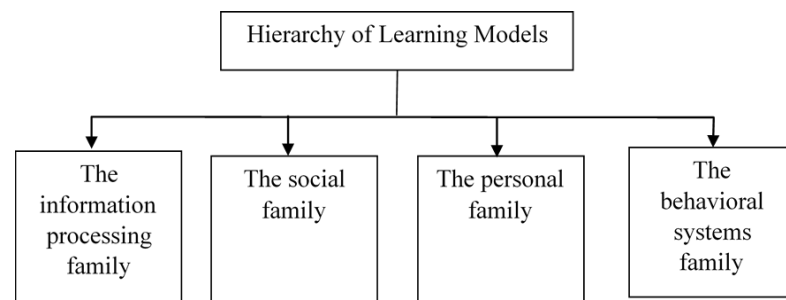 Hierarchy of Learning Models
The
information
processing
family
The social
family
The personal
family
The
behavioral
systems
family